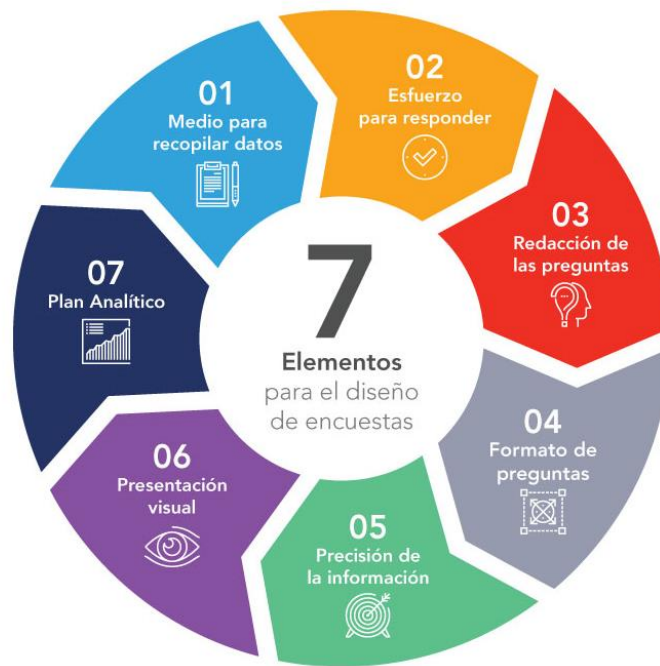 01
Medio para
recopilar datos
02
Esfuerzo
para responder
03
Redacción de
las preguntas
04
Formato de
preguntas
05
Precisión de
la información
06
Presentación
visual
07
Plan Analítico
7
Elementos
para el diseño
de encuestas